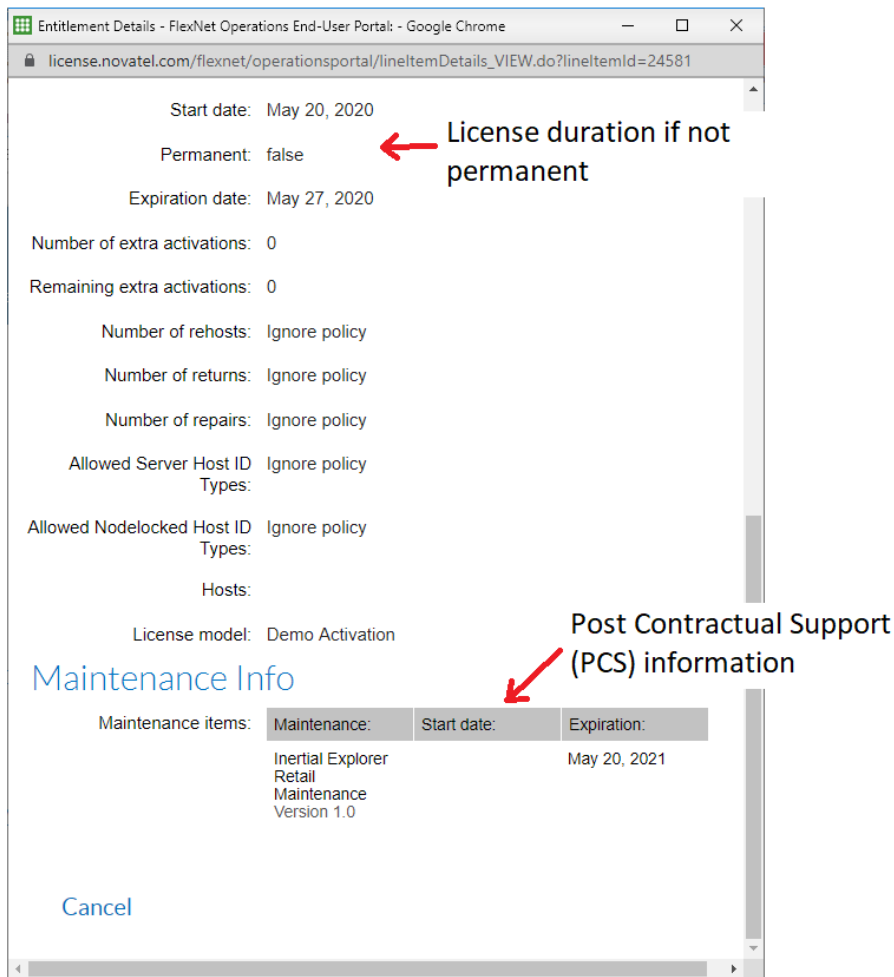 Entitlement Details - FlexNet Operations End-User Portal: - Google Chrome
license.novatel.com/flexnet/operationsportal/lineItemDetails_VIEW.do?lineItemId=24581
Start date: May 20, 2020
Permanent: false
License duration if not
permanent
Expiration date: May 27, 2020
Number of extra activations: 0
Remaining extra activations: 0
Number of rehosts: Ignore policy
Number of returns: Ignore policy
Number of repairs: Ignore policy
Allowed Server Host ID Ignore policy
Types:
Allowed Nodelocked Host ID Ignore policy
Types:
Hosts:
License model: Demo Activation
Post Contractual Support
(PCS) information
Maintenance Info
Maintenance items: Maintenance: Start date: Expiration:
Inertial Explorer May 20, 2021
Retail
Maintenance
Version 1.0
Cancel